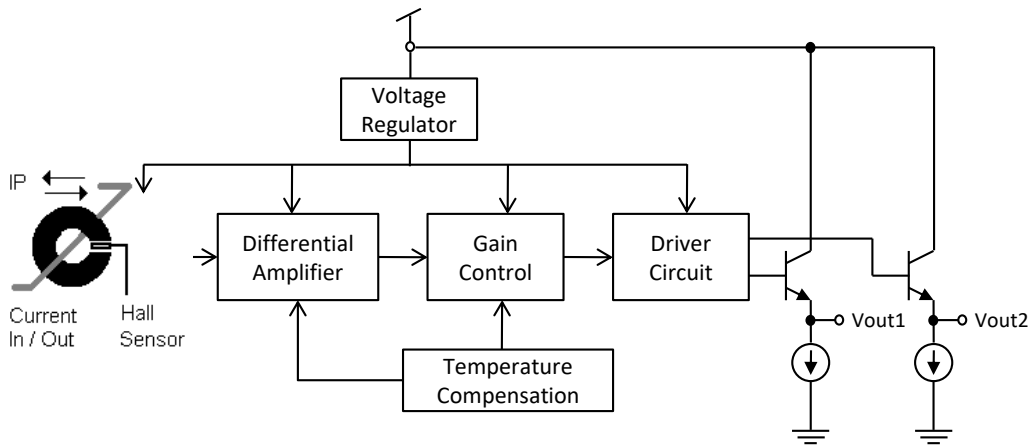 Voltage
Regulator
IP
Differential
Amplifier
Gain
Control
Driver
Circuit
Current
In / Out
Hall
Sensor
Vout1
Vout2
Temperature
Compensation